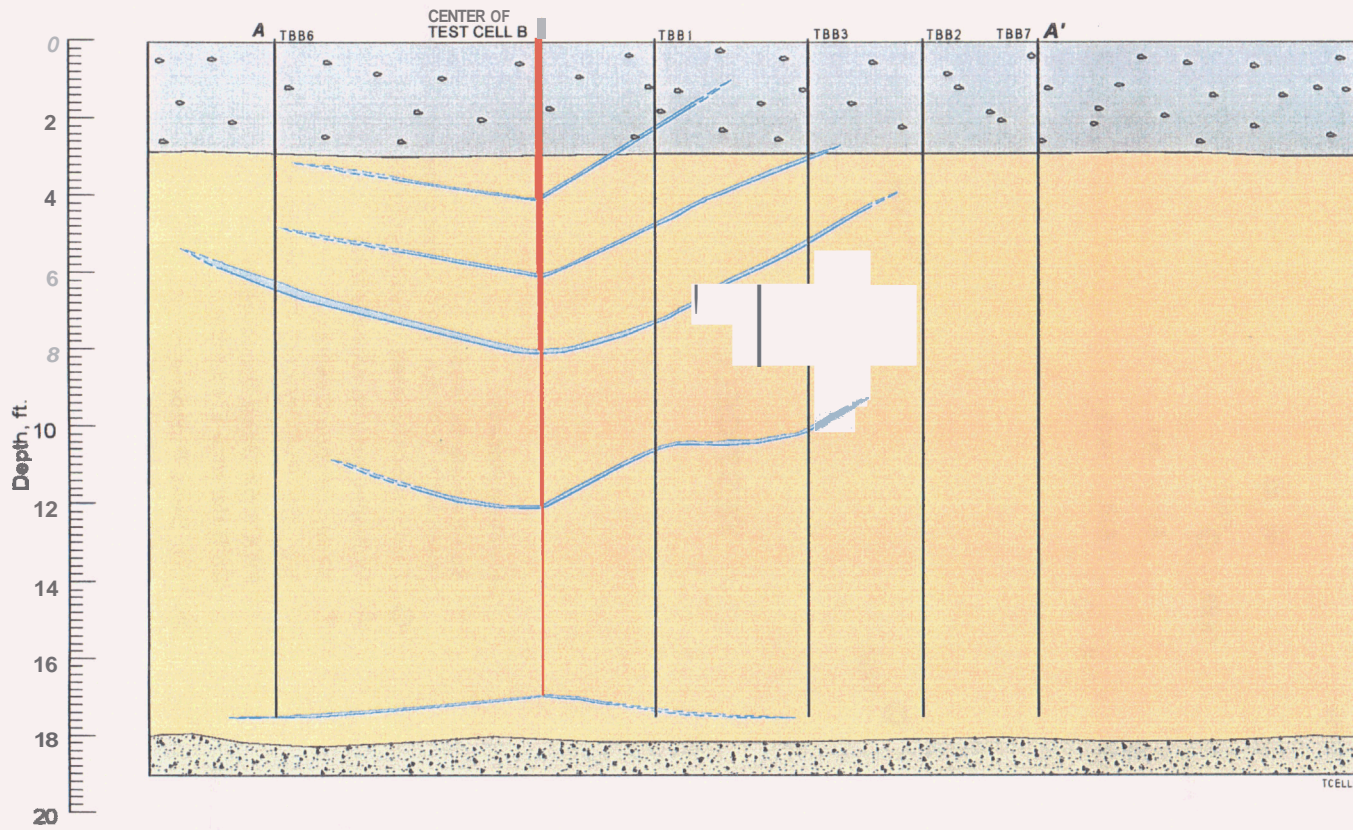 CENTER OF
TEST CELL B
A TBB6
TBB1
TBB3
TBB2
TBB7 A'
0
2
4
6
8
10
12
14
16
18
20
Depth, ft.
TCELL